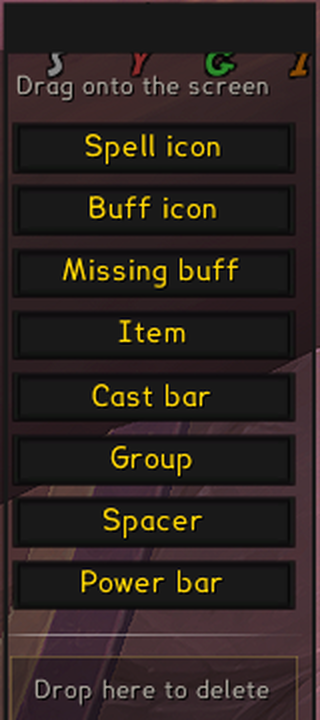 S Y G I
Drag onto the screen
Spell icon
Buff icon
Missing buff
Item
Cast bar
Group
Spacer
Power bar
Drop here to delete